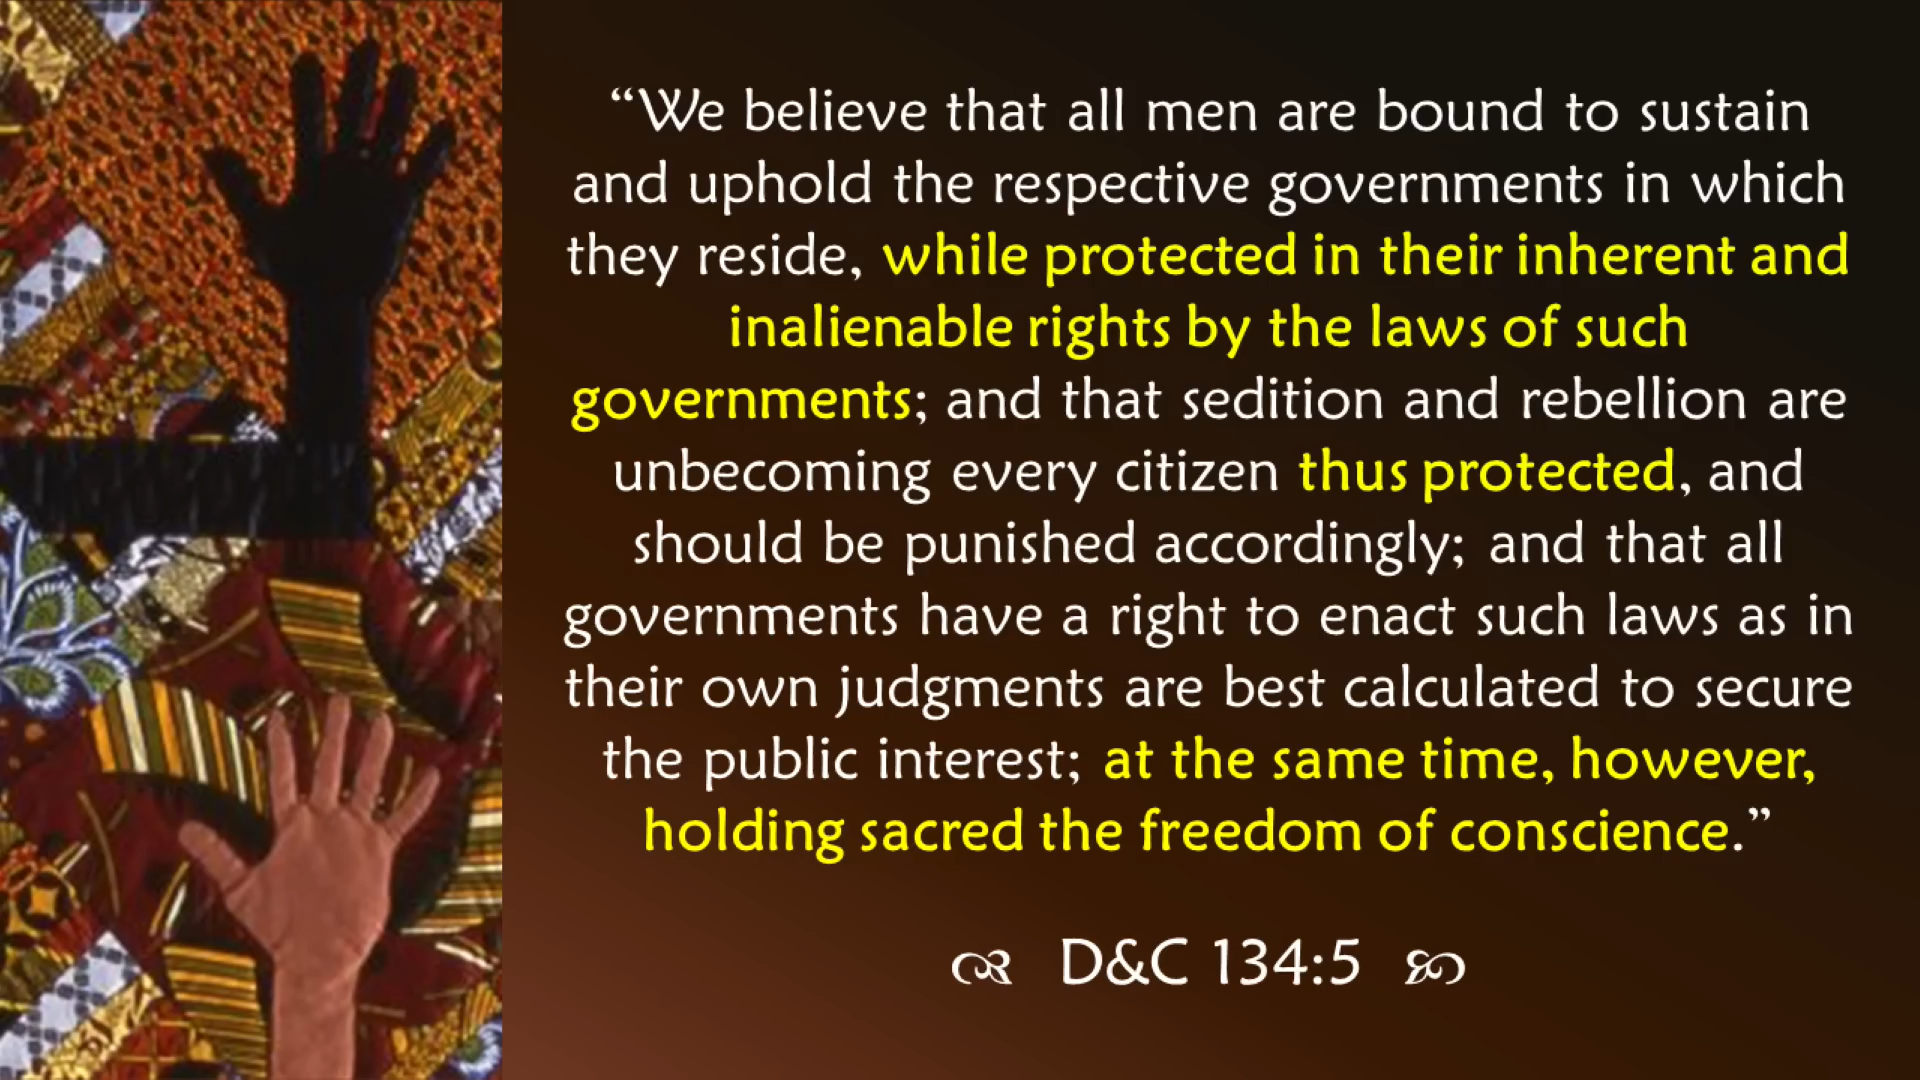 “We believe that all men are bound to sustain
and uphold the respective governments in which
they reside, while protected in their inherent and
inalienable rights by the laws of such
governments; and that sedition and rebellion are
unbecoming every citizen thus protected, and
should be punished accordingly; and that all
governments have a right to enact such laws as in
their own judgments are best calculated to secure
the public interest; at the same time, however,
holding sacred the freedom of conscience.”
D&C 134:5